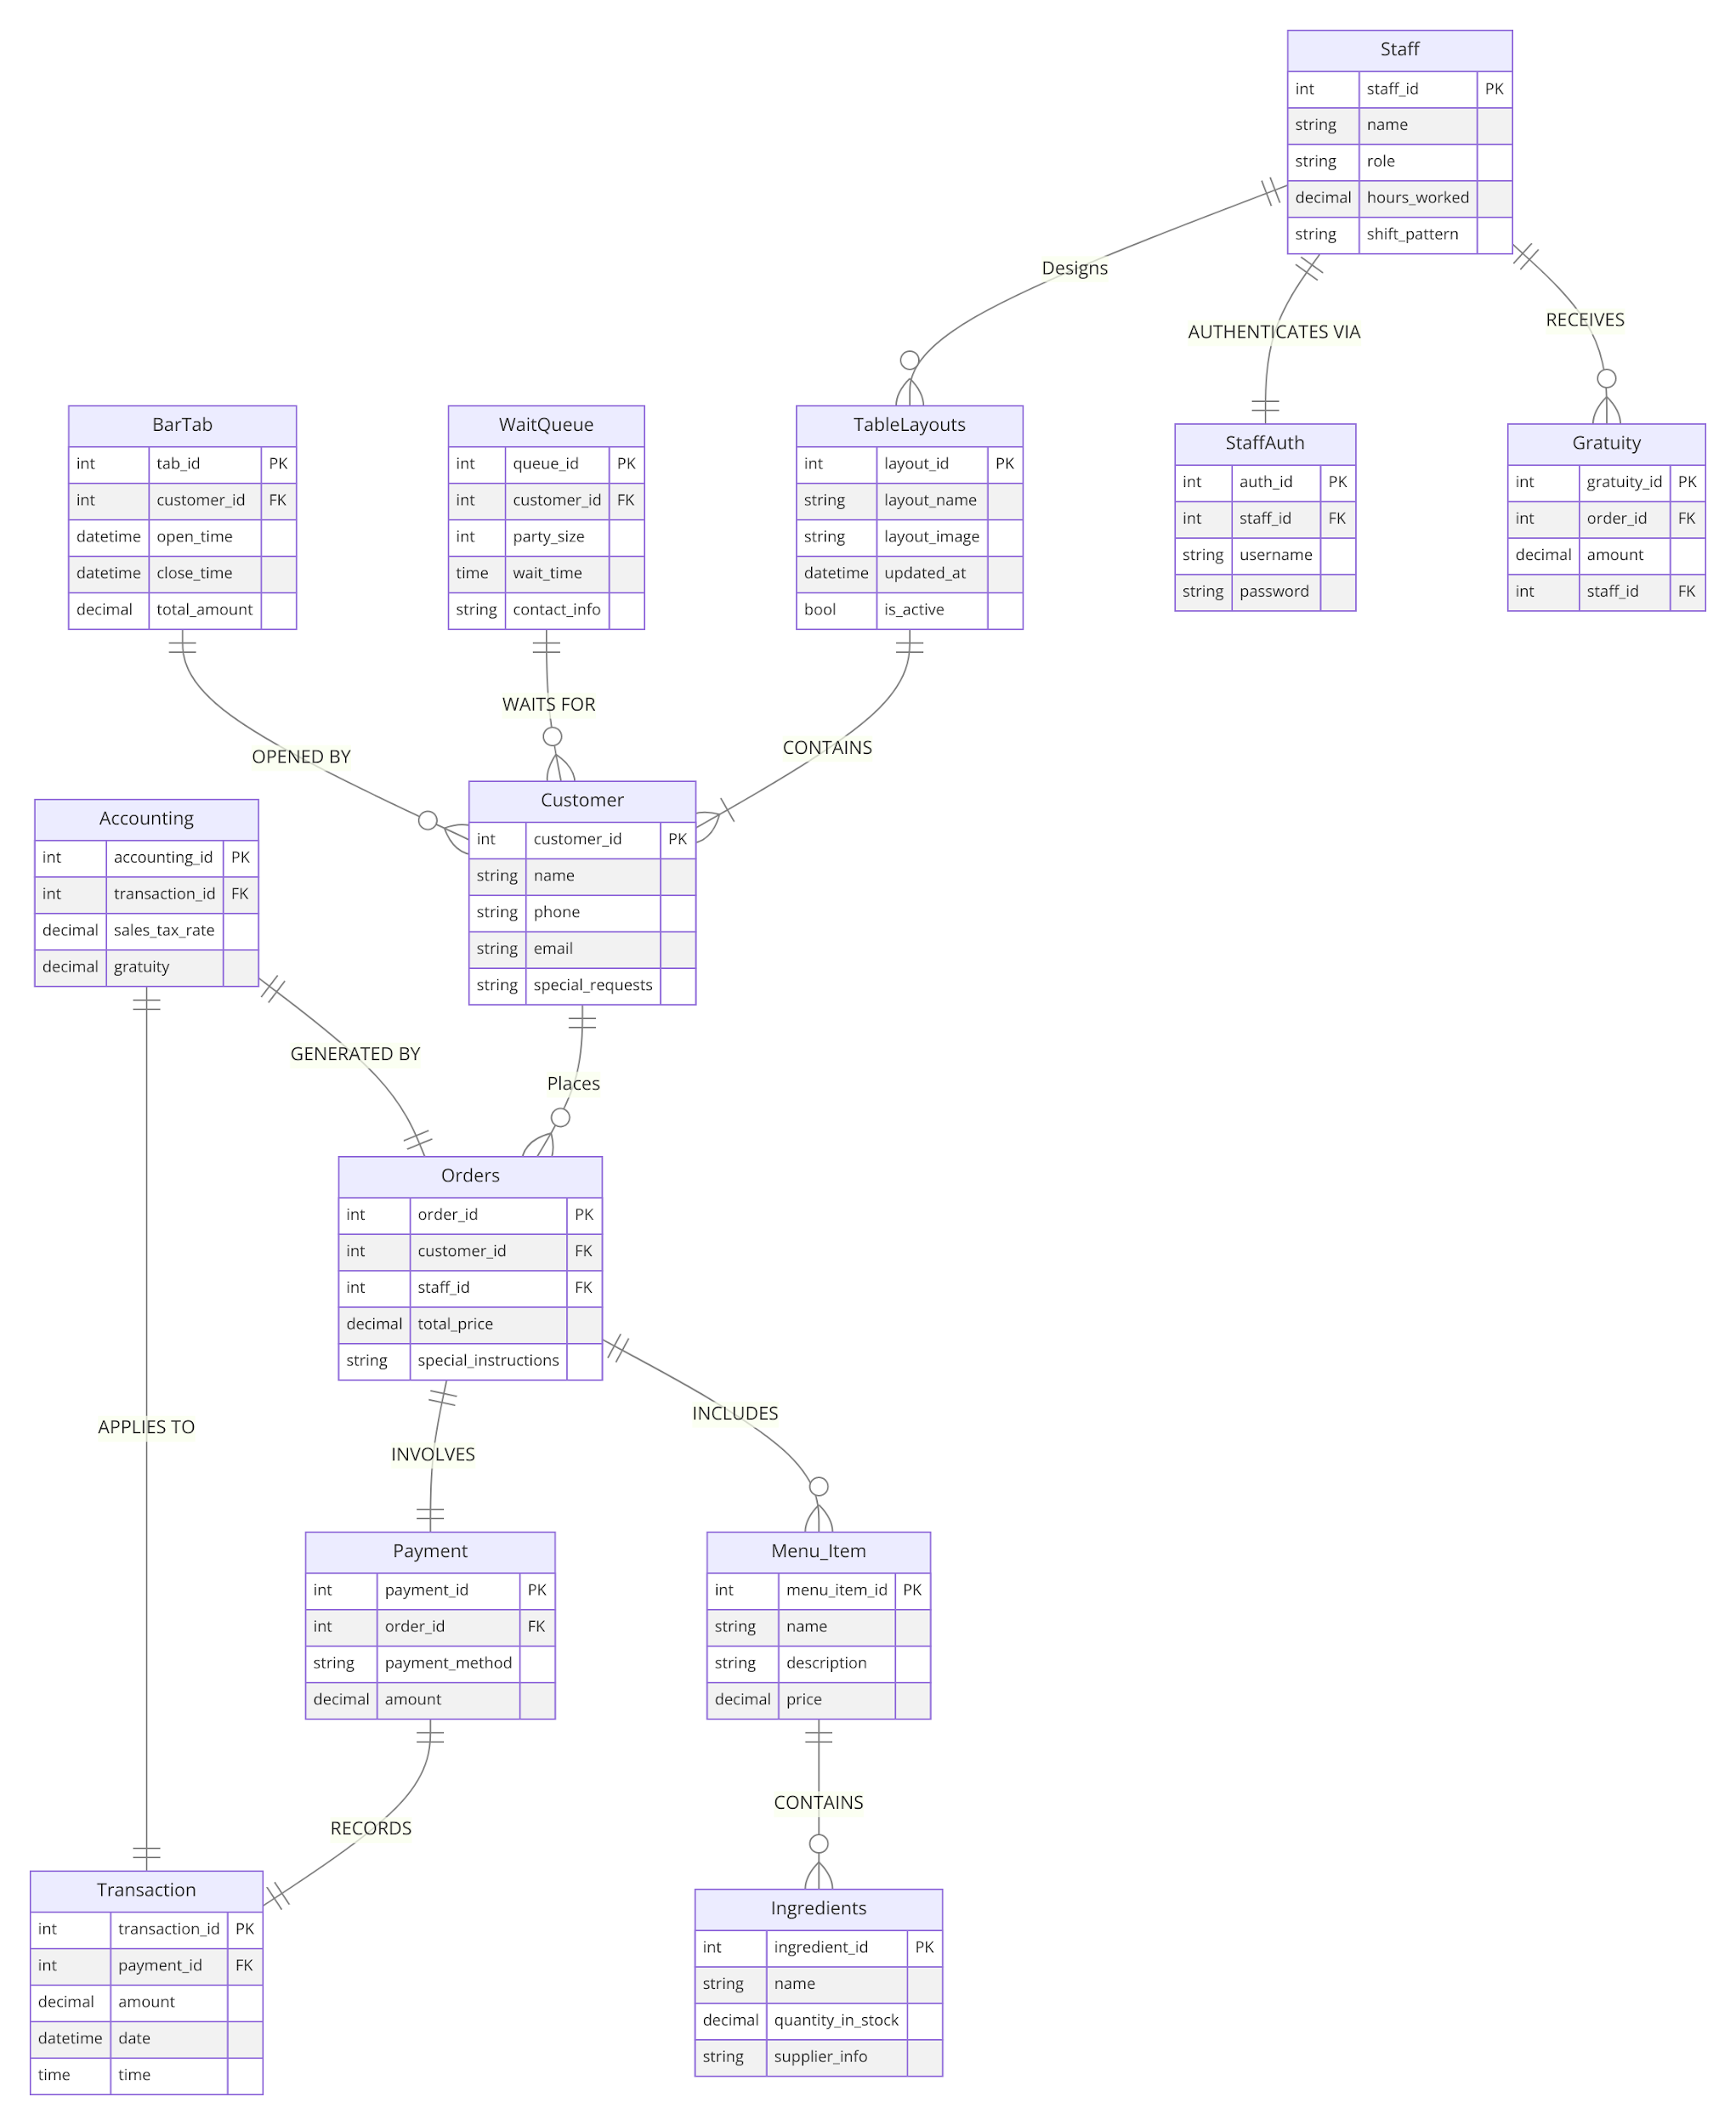 Staff
int staff_id PK
string name
string role
decimal hours_worked
string shift_pattern
Designs
AUTHENTICATES VIA
RECEIVES
BarTab
int tab_id PK
int customer_id FK
datetime open_time
datetime close_time
decimal total_amount
WaitQueue
int queue_id PK
int customer_id FK
int party_size
time wait_time
string contact_info
TableLayouts
int layout_id PK
string layout_name
string layout_image
datetime updated_at
bool is_active
StaffAuth
int auth_id PK
int staff_id FK
string username
string password
Gratuity
int gratuity_id PK
int order_id FK
decimal amount
int staff_id FK
OPENED BY
WAITS FOR
CONTAINS
Accounting
int accounting_id PK
int transaction_id FK
decimal sales_tax_rate
decimal gratuity
Customer
int customer_id PK
string name
string phone
string email
string special_requests
GENERATED BY
Places
Orders
int order_id PK
int customer_id FK
int staff_id FK
decimal total_price
string special_instructions
APPLIES TO
INVOLVES
INCLUDES
Payment
int payment_id PK
int order_id FK
string payment_method
decimal amount
Menu_Item
int menu_item_id PK
string name
string description
decimal price
RECORDS
CONTAINS
Transaction
int transaction_id PK
int payment_id FK
decimal amount
datetime date
time time
Ingredients
int ingredient_id PK
string name
decimal quantity_in_stock
string supplier_info